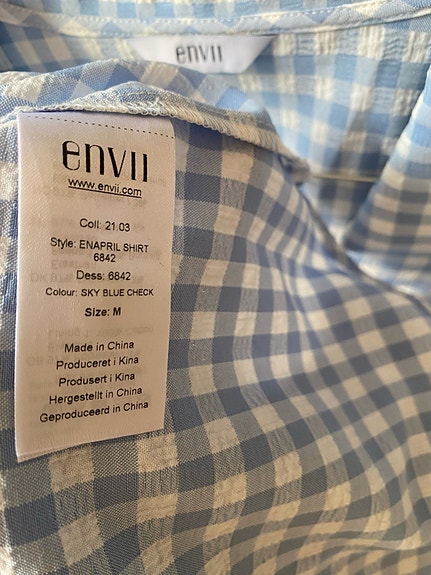 envii
envii
www.envii.com
Coll: 21.03
Style: ENAPRIL SHIRT
6842
Dess: 6842
Colour: SKY BLUE CHECK
Size: M
Made in China
Produceret i Kina
Produsert i Kina
Hergestellt in China
Geproduceerd in China